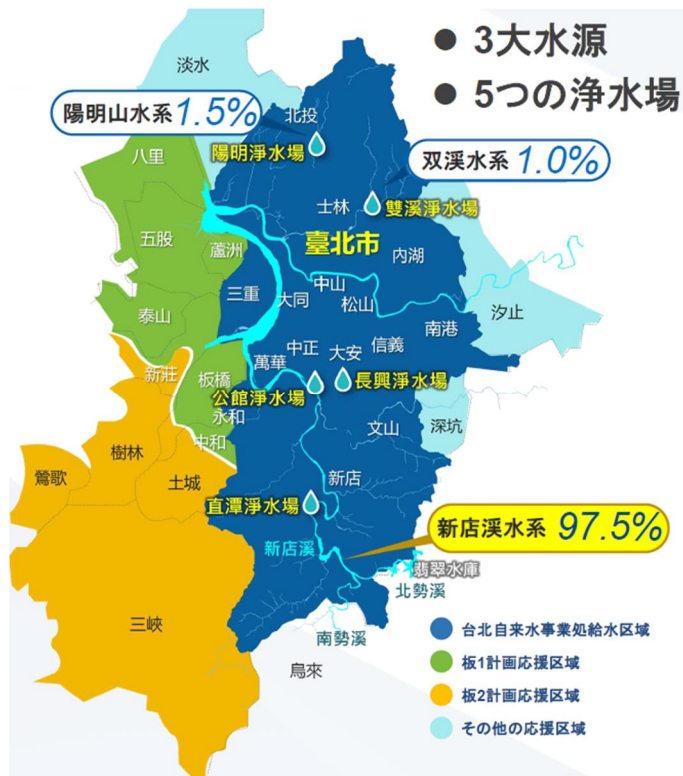 ● 3大水源
● 5つの浄水場
淡水
陽明山水系1.5%
北投
陽明淨水場
八里
双溪水系 1.0%
士林
雙溪淨水場
五股
蘆洲
臺北市
內湖
三重
大同
中山
松山
汐止
泰山
南港
中正
大安
信義
萬華
新莊
板橋
公館淨水場
長興淨水場
永和
中和
文山
深坑
樹林
鶯歌
土城
新店
直潭淨水場
新店溪水系 97.5%
新店溪
翡翠水庫
北勢溪
三峽
南勢溪
烏來
台北自来水事業処給水区域
板1計画応援区域
板2計画応援区域
その他の応援区域